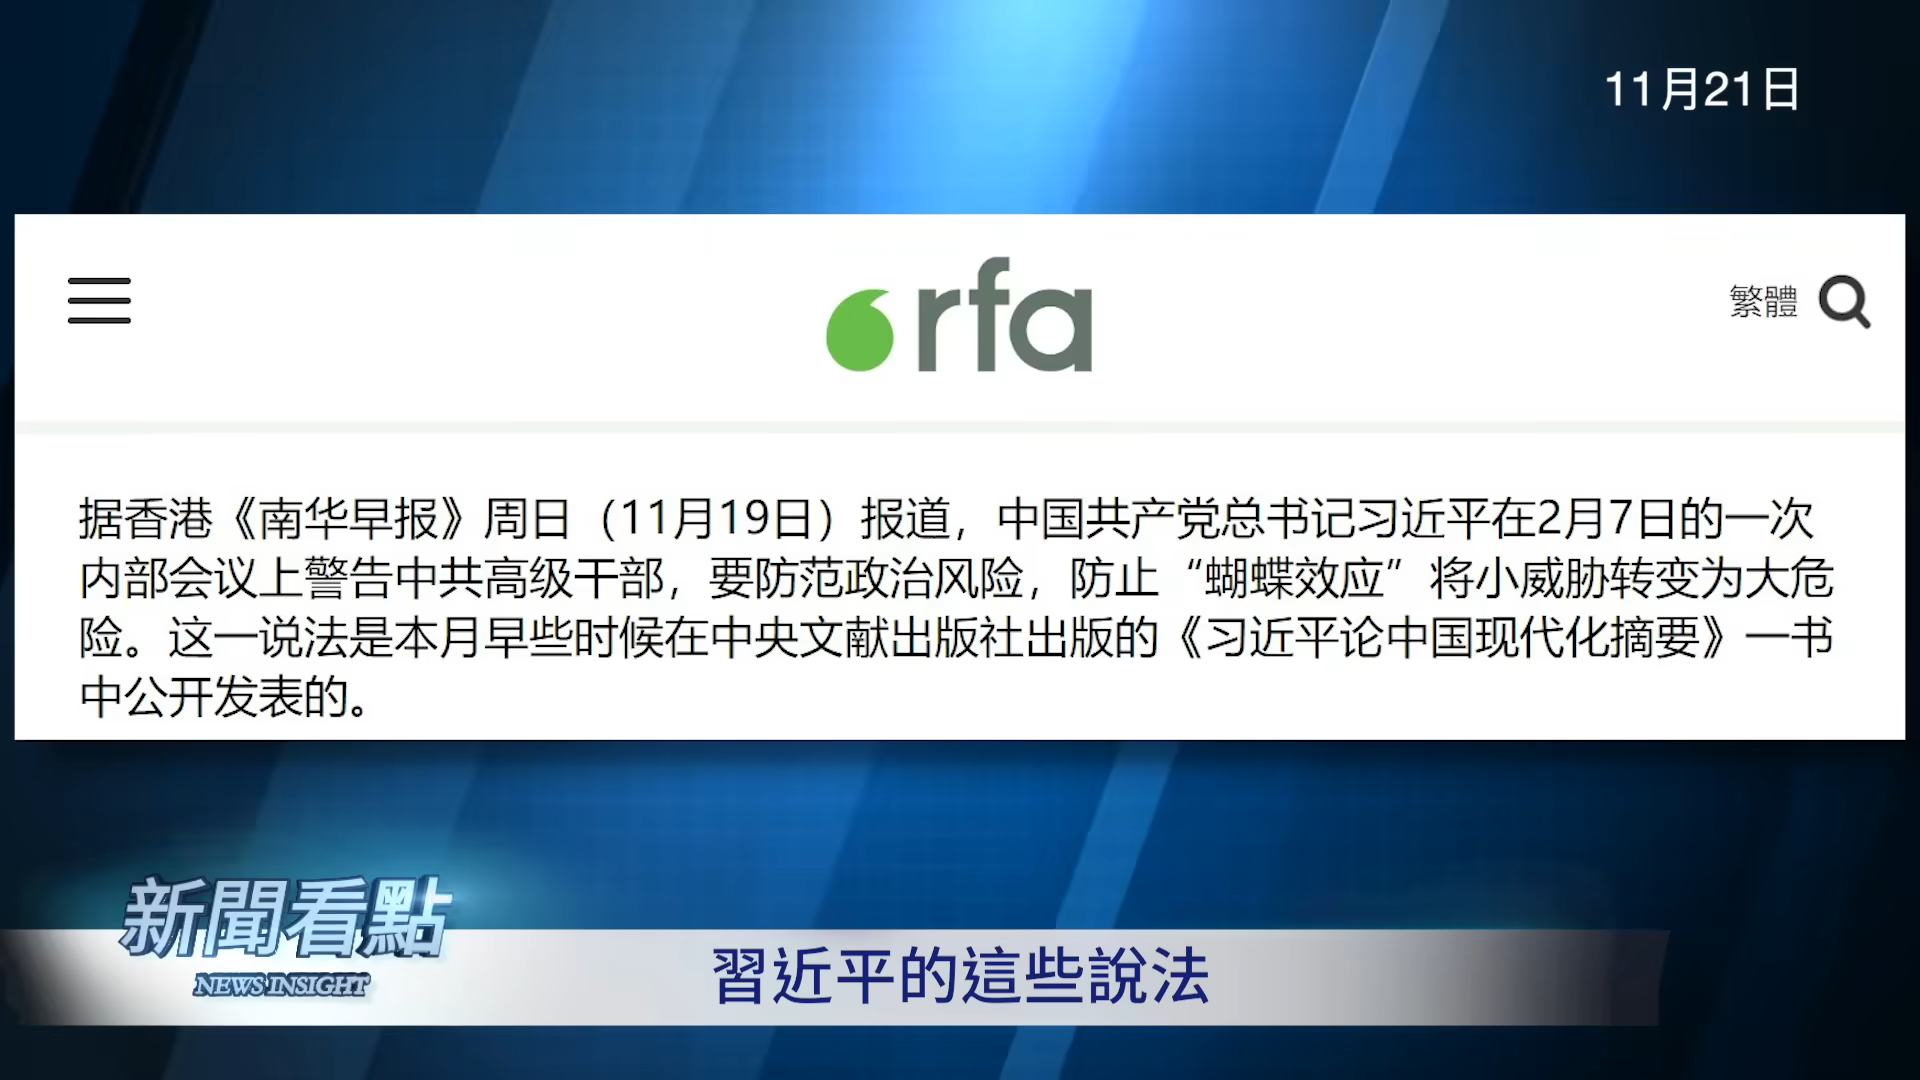 11月21日
rfa
繁體
据香港《南华早报》周日（11月19日）报道，中国共产党总书记习近平在2月7日的一次
内部会议上警告中共高级干部，要防范政治风险，防止“蝴蝶效应”将小威胁转变为大危
险。这一说法是本月早些时候在中央文献出版社出版的《习近平论中国现代化摘要》一书
中公开发表的。
新聞看點
NEWS INSIGHT
習近平的這些說法